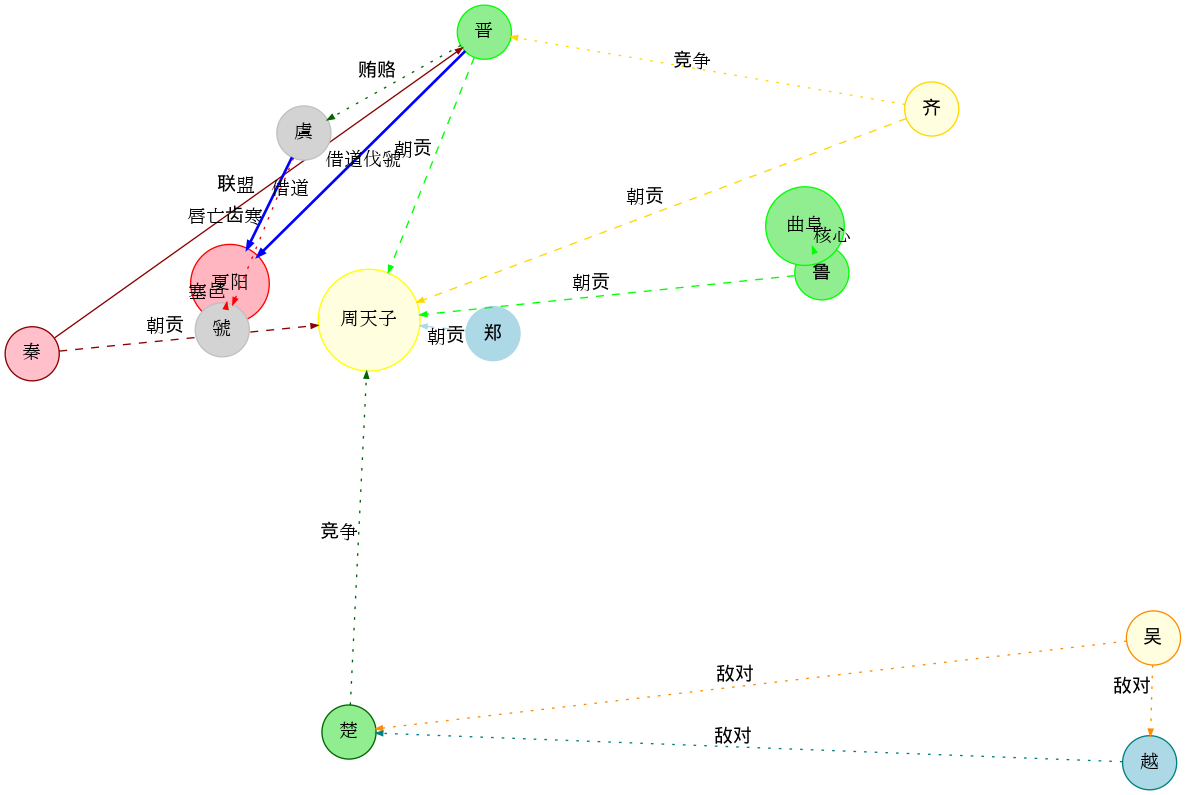 晋
竞争
贿赂
齐
虞
朝贡
借道伐虢
联盟
借道
朝贡
唇亡齿寒
曲阜
核心
夏阳
塞邑
朝贡
鲁
周天子
朝贡
虢
郑
朝贡
秦
竞争
吴
敌对
敌对
楚
敌对
越